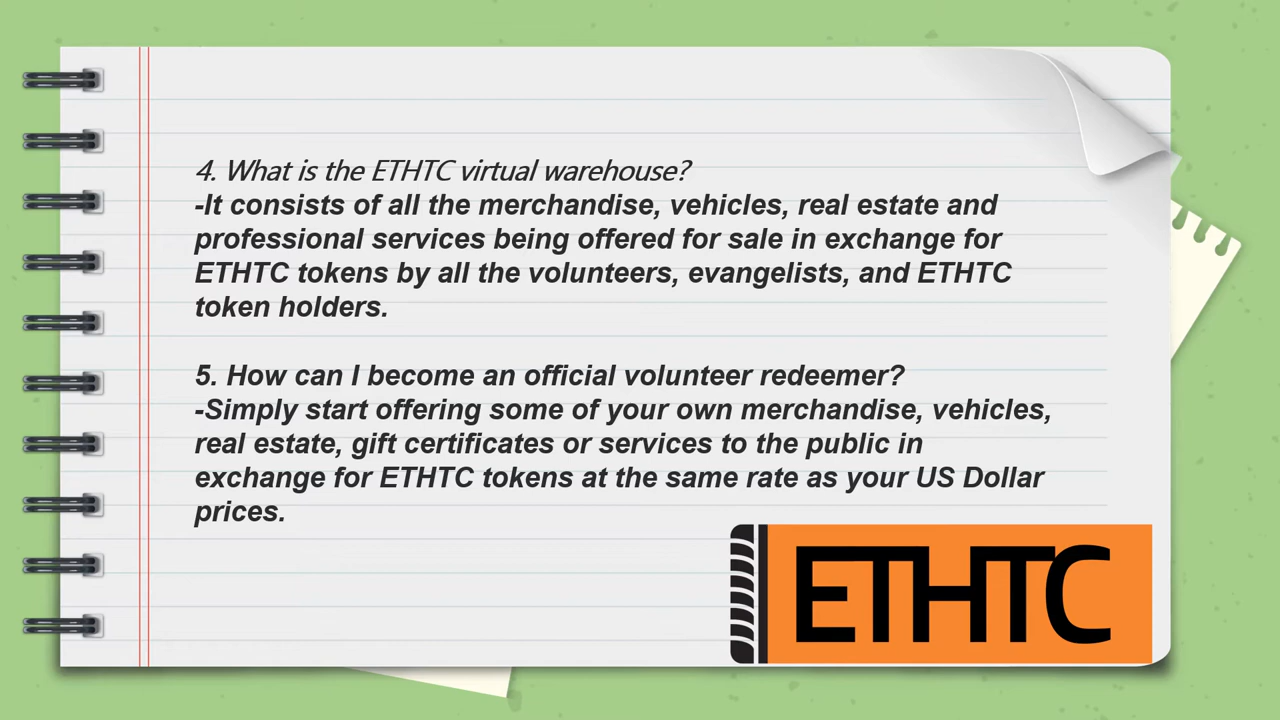 4. What is the ETHTC virtual warehouse?
-It consists of all the merchandise, vehicles, real estate and
professional services being offered for sale in exchange for
ETHTC tokens by all the volunteers, evangelists, and ETHTC
token holders.
5. How can I become an official volunteer redeemer?
-Simply start offering some of your own merchandise, vehicles,
real estate, gift certificates or services to the public in
exchange for ETHTC tokens at the same rate as your US Dollar
prices.
ETHTC